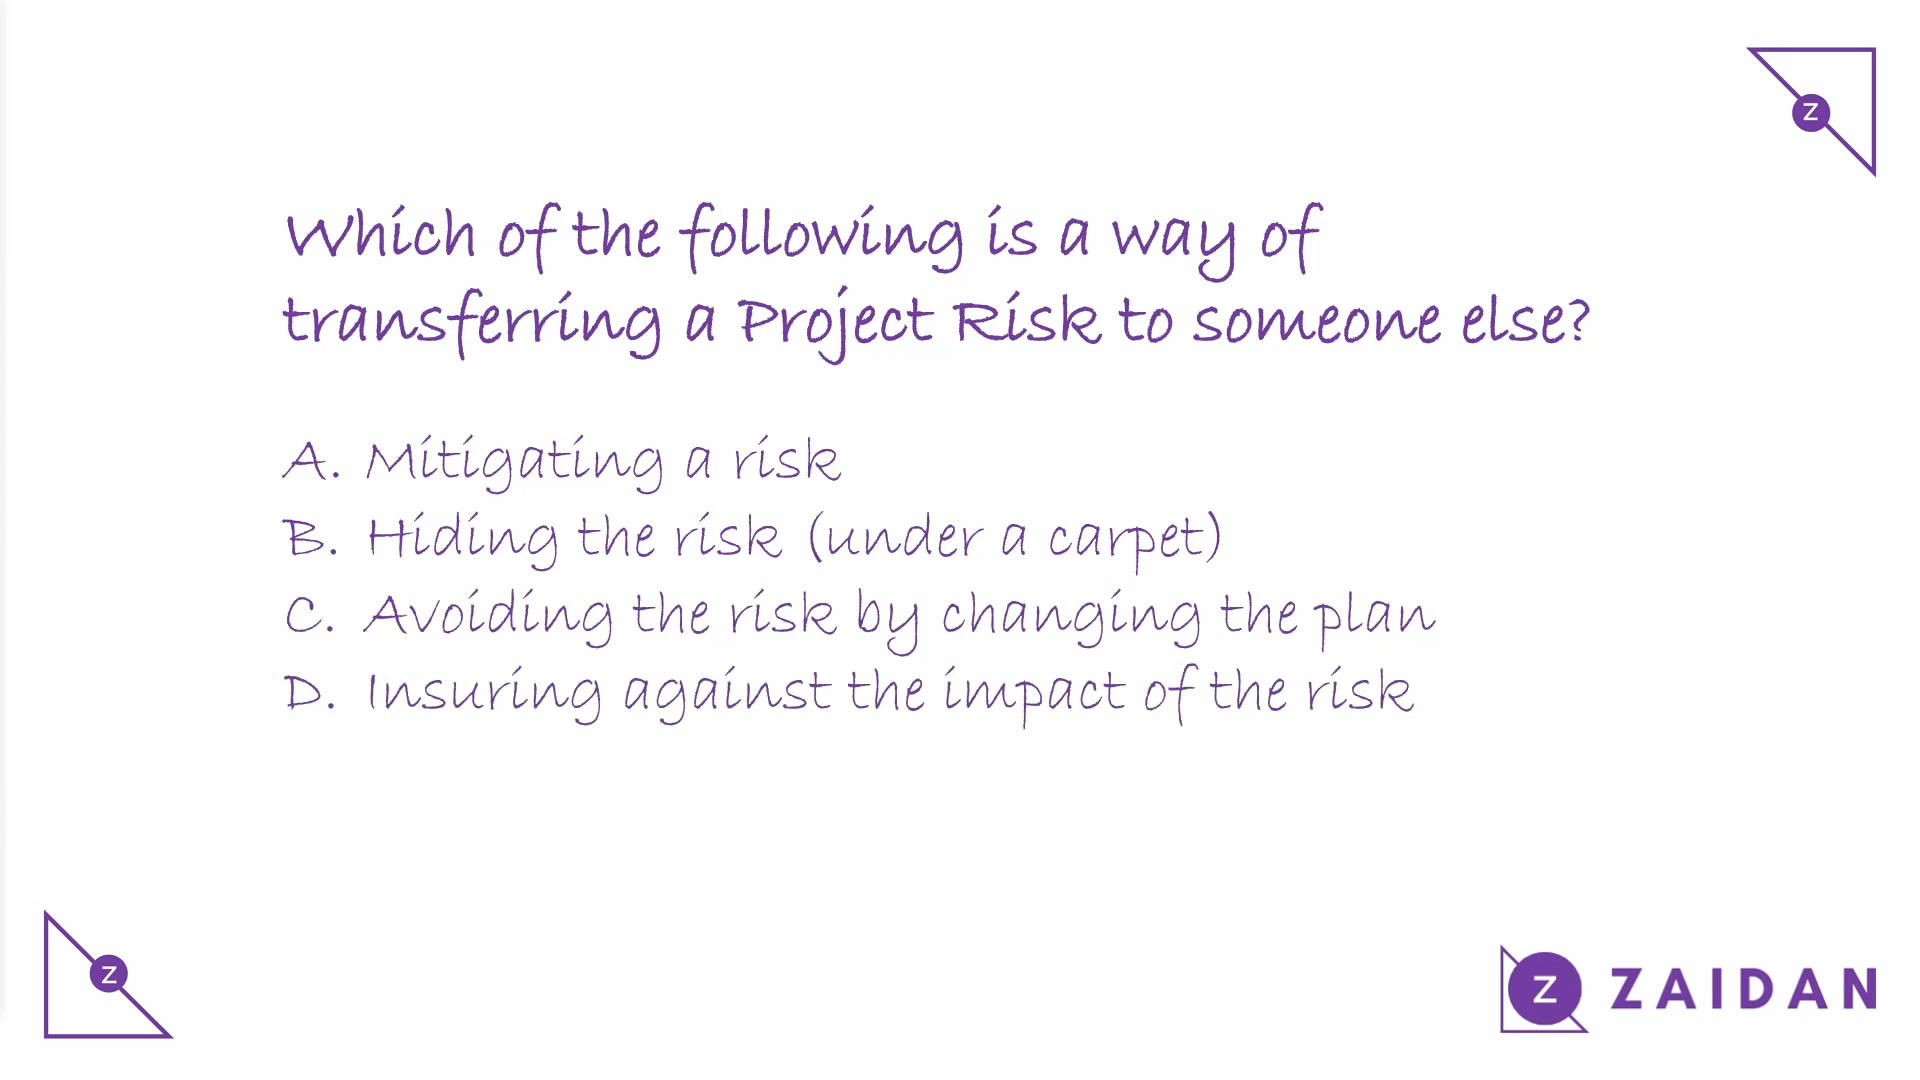 Z
Which of the following is a way of
transferring a Project Risk to someone else?
A. Mitigating a risk
B. Hiding the risk (under a carpet)
C. Avoiding the risk by changing the plan
D. Insuring against the impact of the risk
Z
Z ZAIDAN